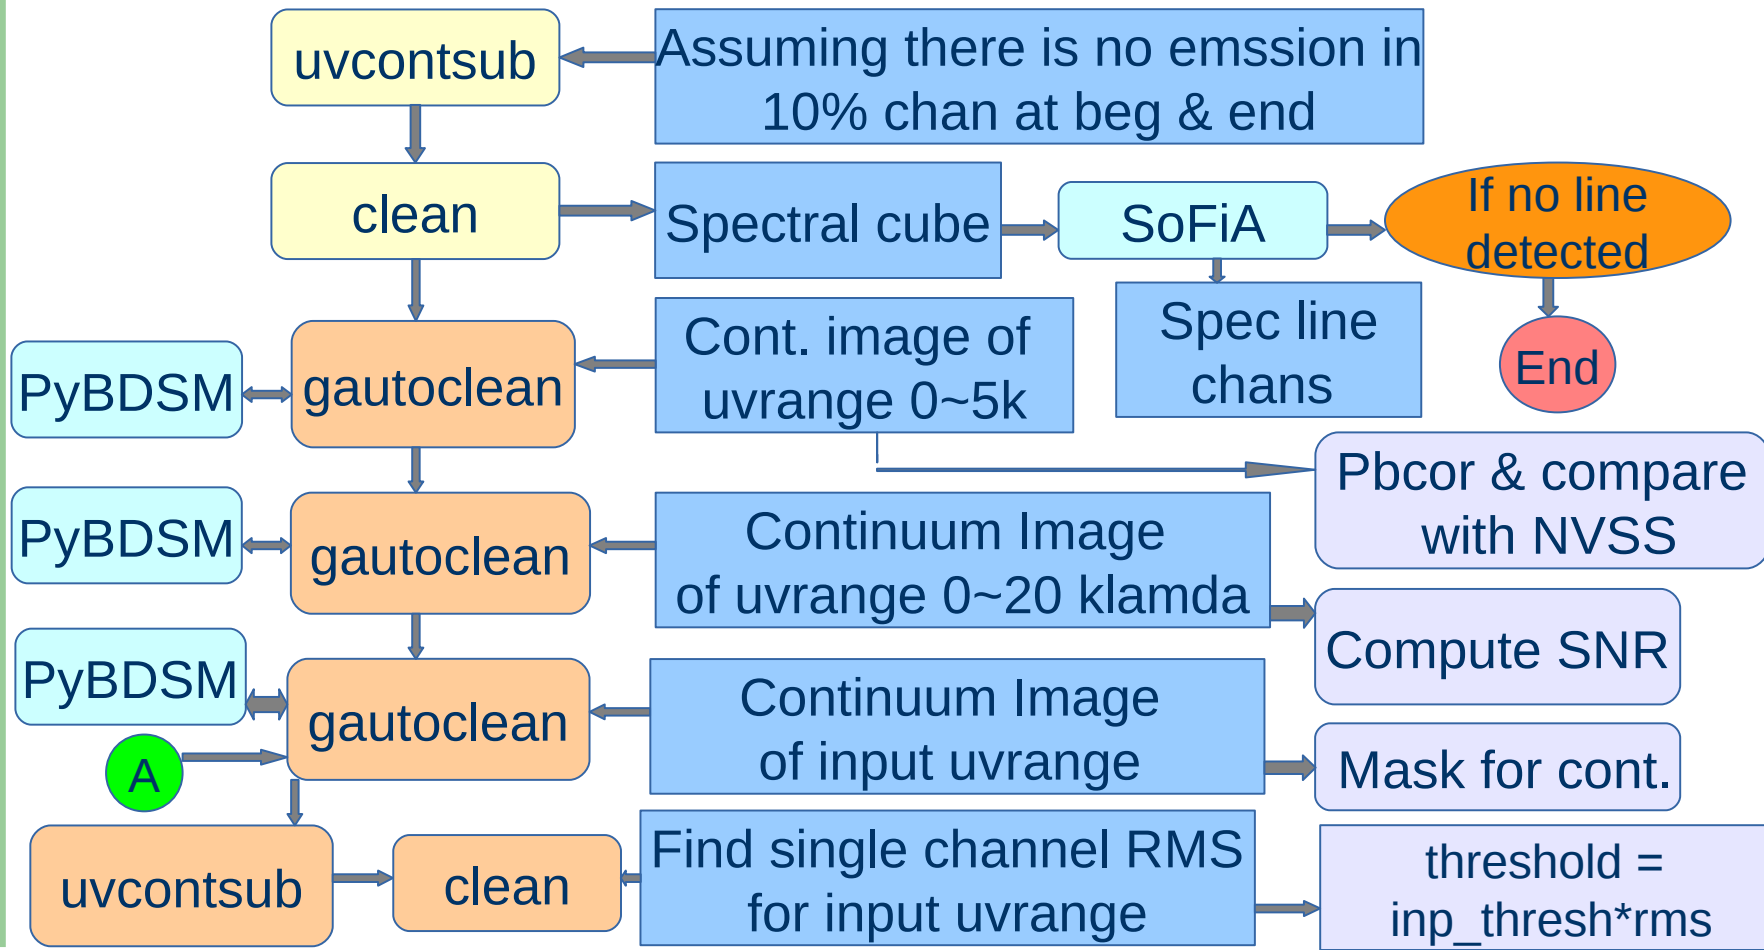 uvcontsub
Assuming there is no emssion in
10% chan at beg & end
clean
Spectral cube
SoFiA
If no line
detected
Spec line
chans
End
PyBDSM
gautoclean
Cont. image of
uvrange 0~5k
Pbcor & compare
with NVSS
PyBDSM
gautoclean
Continuum Image
of uvrange 0~20 klamda
Compute SNR
PyBDSM
gautoclean
Continuum Image
of input uvrange
Mask for cont.
A
uvcontsub
clean
Find single channel RMS
for input uvrange
threshold =
inp_thresh*rms